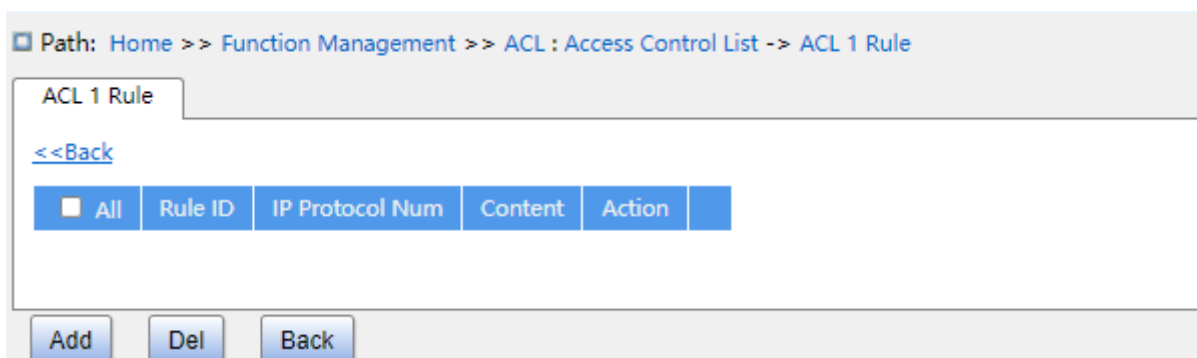 Path: Home >> Function Management >> ACL : Access Control List -> ACL 1 Rule
ACL 1 Rule
<<Back
All Rule ID IP Protocol Num Content Action
Add Del Back